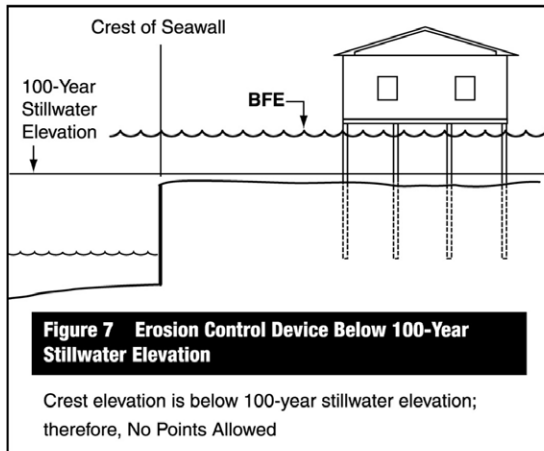 Crest of Seawall
100-Year
Stillwater
Elevation
BFE
Figure 7 Erosion Control Device Below 100-Year
Stillwater Elevation
Crest elevation is below 100-year stillwater elevation;
therefore, No Points Allowed